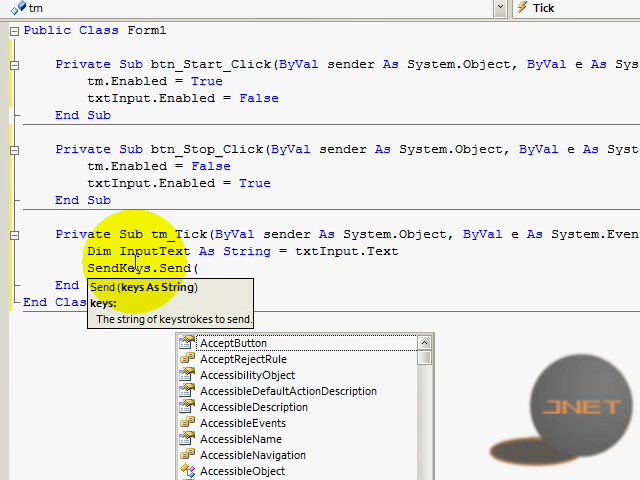 tm
Tick
Public Class Form1
Private Sub btn_Start_Click(ByVal sender As System.Object, ByVal e As Sys
tm.Enabled = True
txtInput.Enabled = False
End Sub
Private Sub btn_Stop_Click(ByVal sender As System.Object, ByVal e As Syst
tm.Enabled = False
txtInput.Enabled = True
End Sub
Private Sub tm_Tick(ByVal sender As System.Object, ByVal e As System.Even
Dim InputText As String = txtInput.Text
SendKeys.Send(
End
End Clas
Send (keys As String)
keys:
The string of keystrokes to send.
AcceptButton
AcceptRejectRule
AccessibilityObject
AccessibleDefaultActionDescription
AccessibleDescription
AccessibleEvents
AccessibleName
AccessibleNavigation
AccessibleObject
JNET